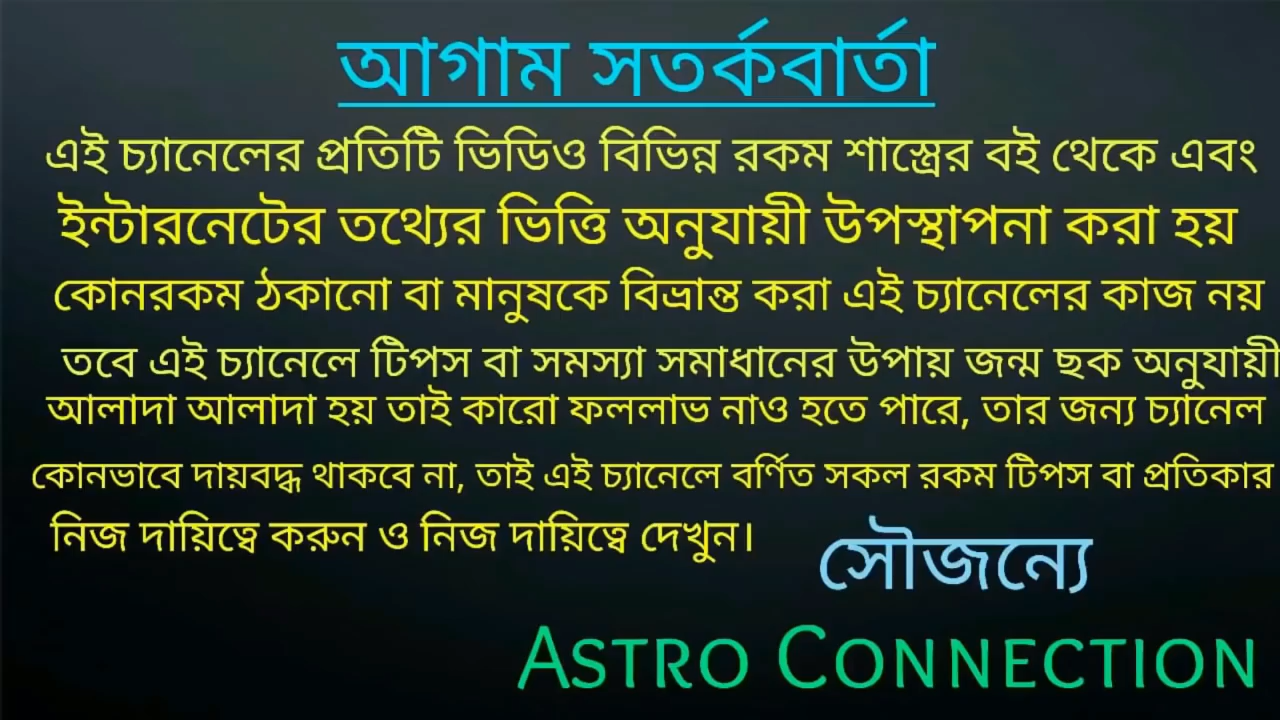 আগাম সতর্কবার্তা
এই চ্যানেলের প্রতিটি ভিডিও বিভিন্ন রকম শাস্ত্রের বই থেকে এবং
ইন্টারনেটের তথ্যের ভিত্তি অনুযায়ী উপস্থাপনা করা হয়
কোনরকম ঠকানো বা মানুষকে বিভ্রান্ত করা এই চ্যানেলের কাজ নয়
তবে এই চ্যানেলে টিপস বা সমস্যা সমাধানের উপায় জন্ম ছক অনুযায়ী
আলাদা আলাদা হয় তাই কারো ফললাভ নাও হতে পারে, তার জন্য চ্যানেল
কোনভাবে দায়বদ্ধ থাকবে না, তাই এই চ্যানেলে বর্ণিত সকল রকম টিপস বা প্রতিকার
নিজ দায়িত্বে করুন ও নিজ দায়িত্বে দেখুন।
সৌজন্যে
ASTRO CONNECTION